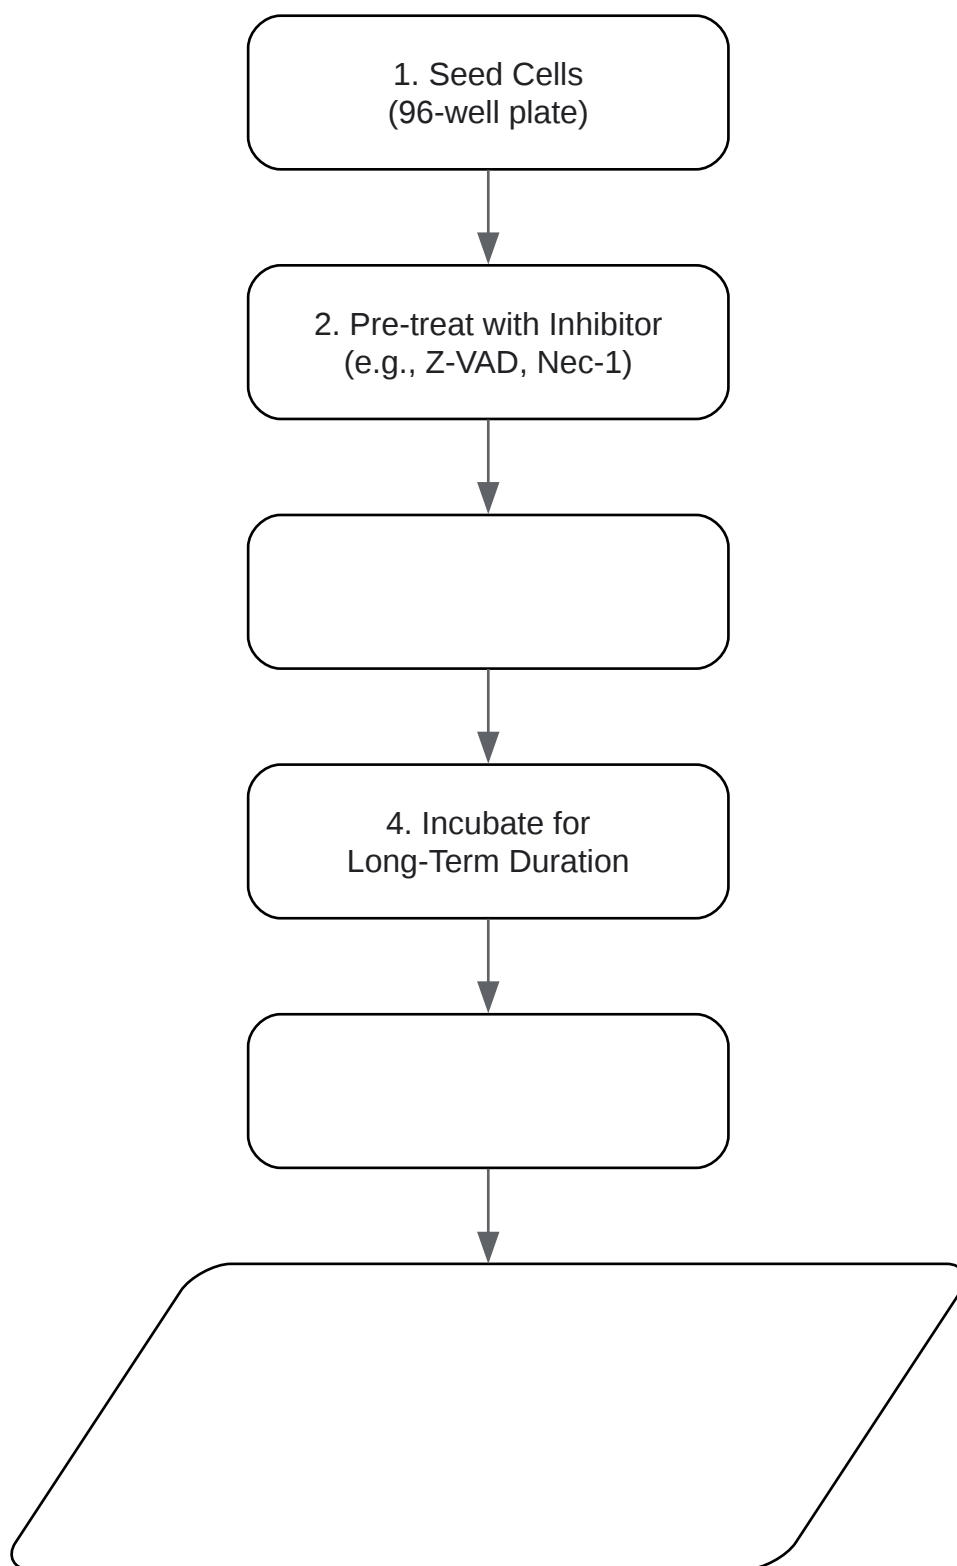 1. Seed Cells
(96-well plate)
2. Pre-treat with Inhibitor
(e.g., Z-VAD, Nec-1)
4. Incubate for
Long-Term Duration